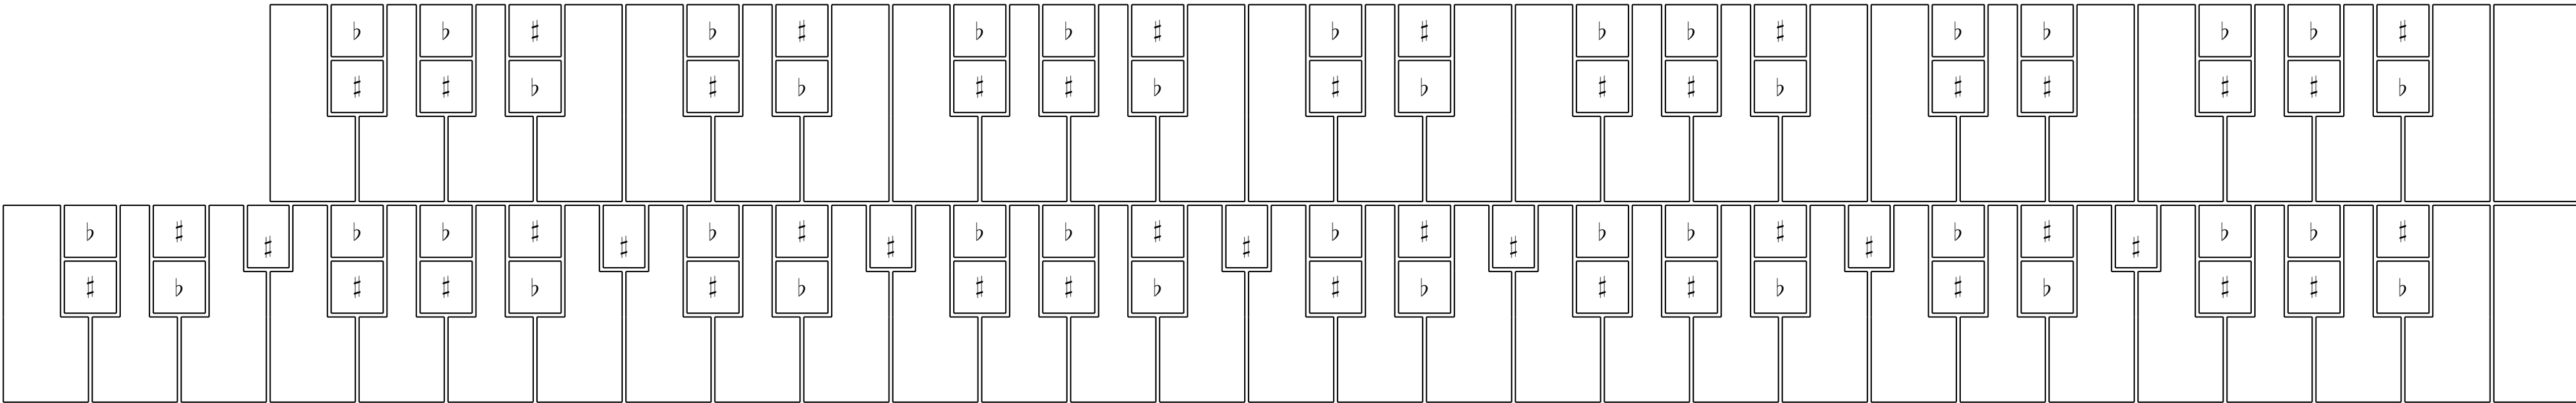 ♭ ♭ ♯ ♭ ♯ ♭ ♭ ♯ ♭ ♯ ♭ ♭ ♯ ♭ ♭ ♭ ♭ ♯
♯ ♯ ♭ ♯ ♭ ♯ ♯ ♭ ♯ ♭ ♯ ♯ ♭ ♯ ♯ ♯ ♯ ♭
♭ ♯ ♯ ♭ ♭ ♯ ♯ ♭ ♯ ♯ ♭ ♭ ♯ ♯ ♭ ♯ ♯ ♭ ♭ ♯ ♯ ♭ ♯ ♯ ♭ ♭ ♯
♯ ♭ ♯ ♯ ♭ ♯ ♭ ♯ ♯ ♭ ♯ ♭ ♯ ♯ ♭ ♯ ♭ ♯ ♯ ♭